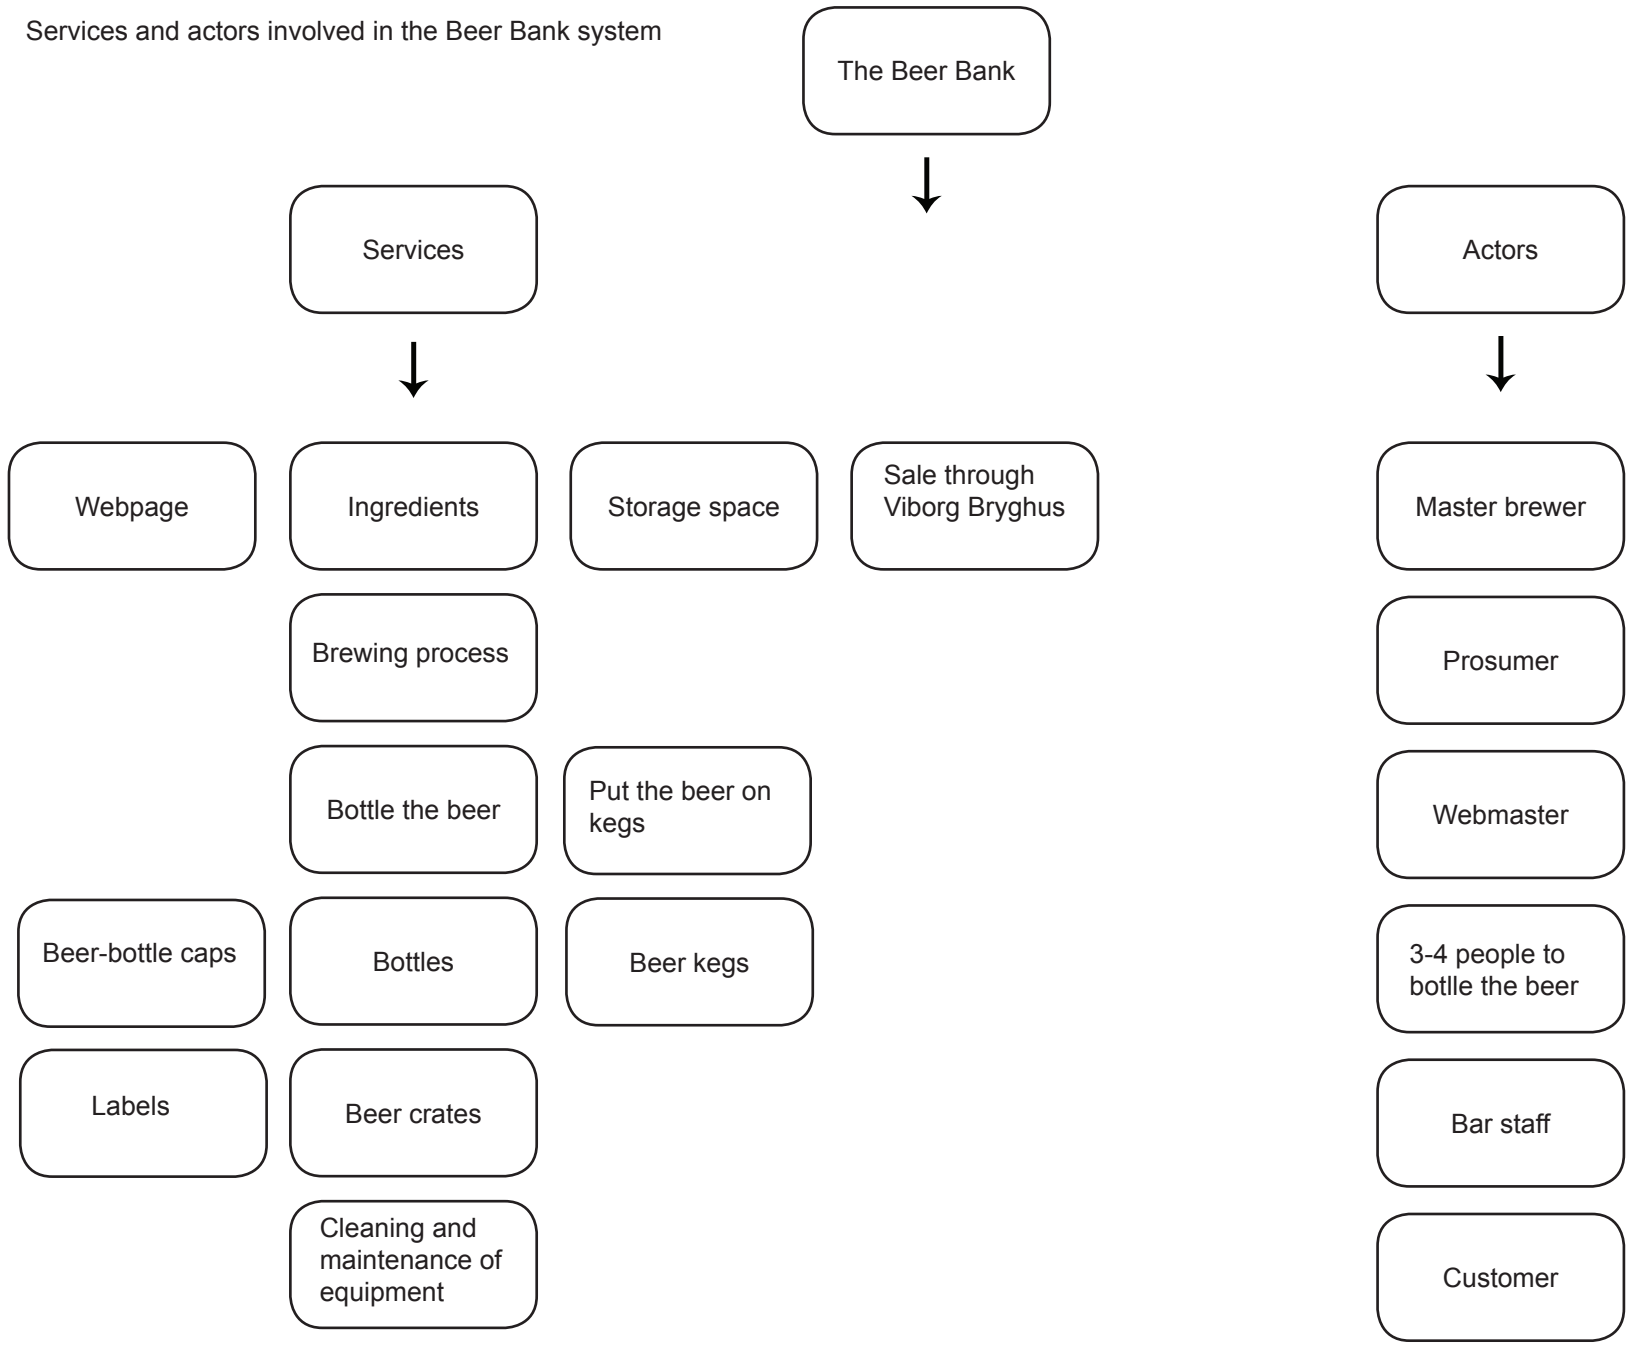 Services and actors involved in the Beer Bank system
The Beer Bank
Services
Actors
Webpage
Ingredients
Storage space
Sale through
Viborg Bryghus
Master brewer
Brewing process
Prosumer
Bottle the beer
Put the beer on
kegs
Webmaster
Beer-bottle caps
Bottles
Beer kegs
3-4 people to
botlle the beer
Labels
Beer crates
Bar staff
Cleaning and
maintenance of
equipment
Customer